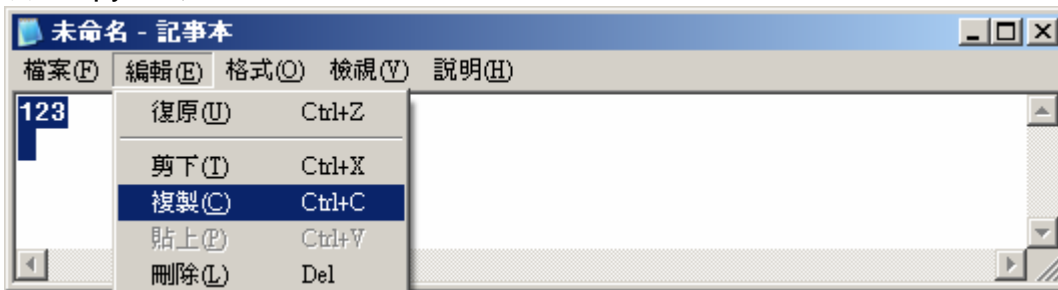 未命名 - 記事本
檔案(F) 編輯(E) 格式(O) 檢視(V) 說明(H)
123
復原(U) Ctrl+Z
剪下(T) Ctrl+X
複製(C) Ctrl+C
貼上(P) Ctrl+V
刪除(L) Del